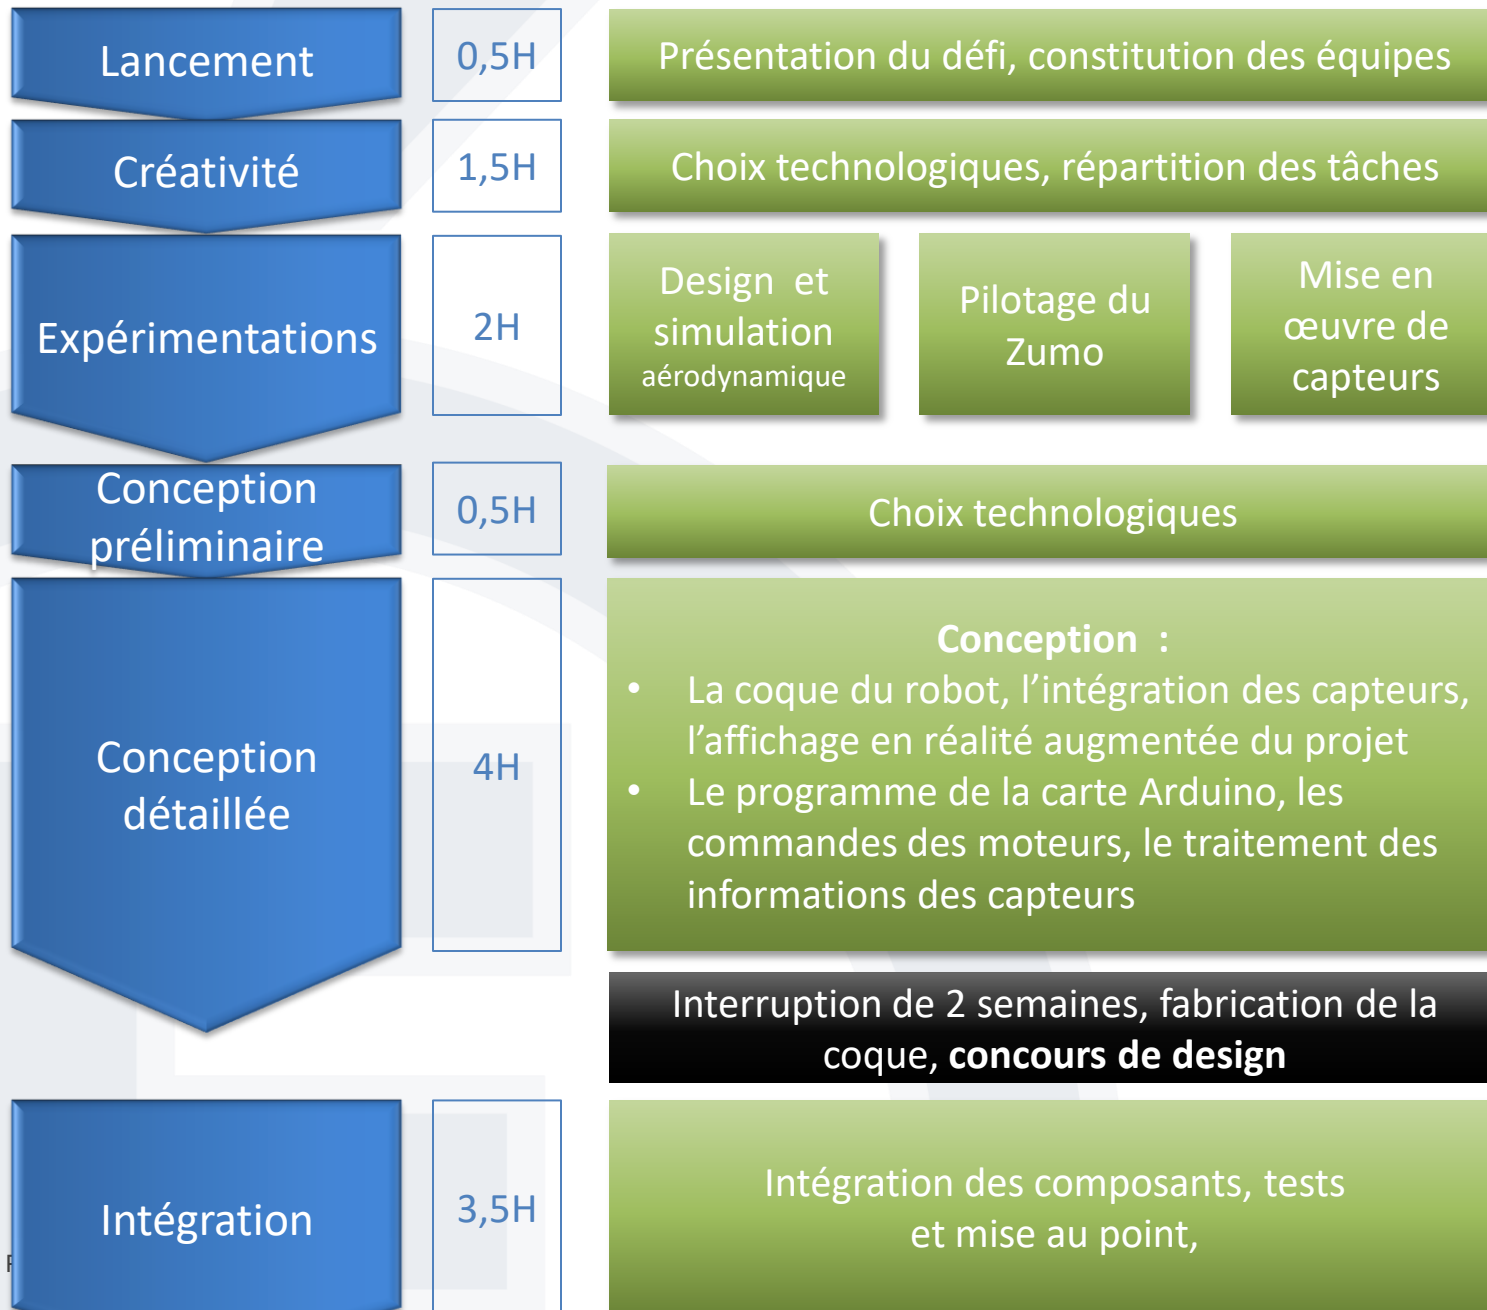 Lancement
0,5H
Présentation du défi, constitution des équipes
Créativité
1,5H
Choix technologiques, répartition des tâches
Expérimentations
2H
Design et
simulation
aérodynamique
Pilotage du
Zumo
Mise en
œuvre de
capteurs
Conception
préliminaire
0,5H
Choix technologiques
Conception
détaillée
4H
Conception :
• La coque du robot, l’intégration des capteurs,
l’affichage en réalité augmentée du projet
• Le programme de la carte Arduino, les
commandes des moteurs, le traitement des
informations des capteurs
Interruption de 2 semaines, fabrication de la
coque, concours de design
Intégration
3,5H
Intégration des composants, tests
et mise au point,